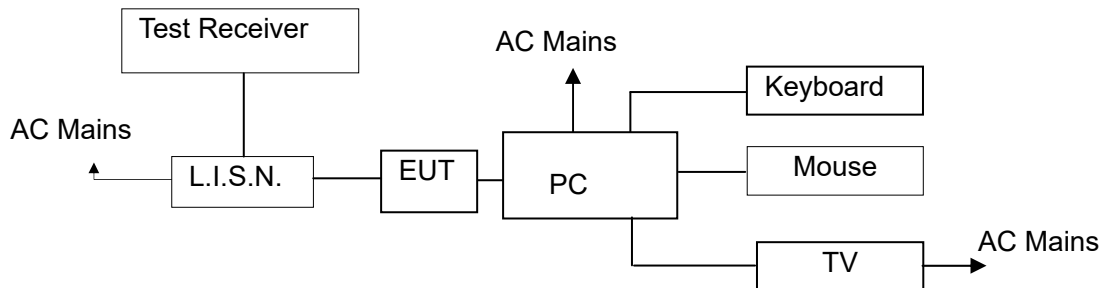 Test Receiver
AC Mains
Keyboard
AC Mains
L.I.S.N.
EUT
PC
Mouse
TV
AC Mains